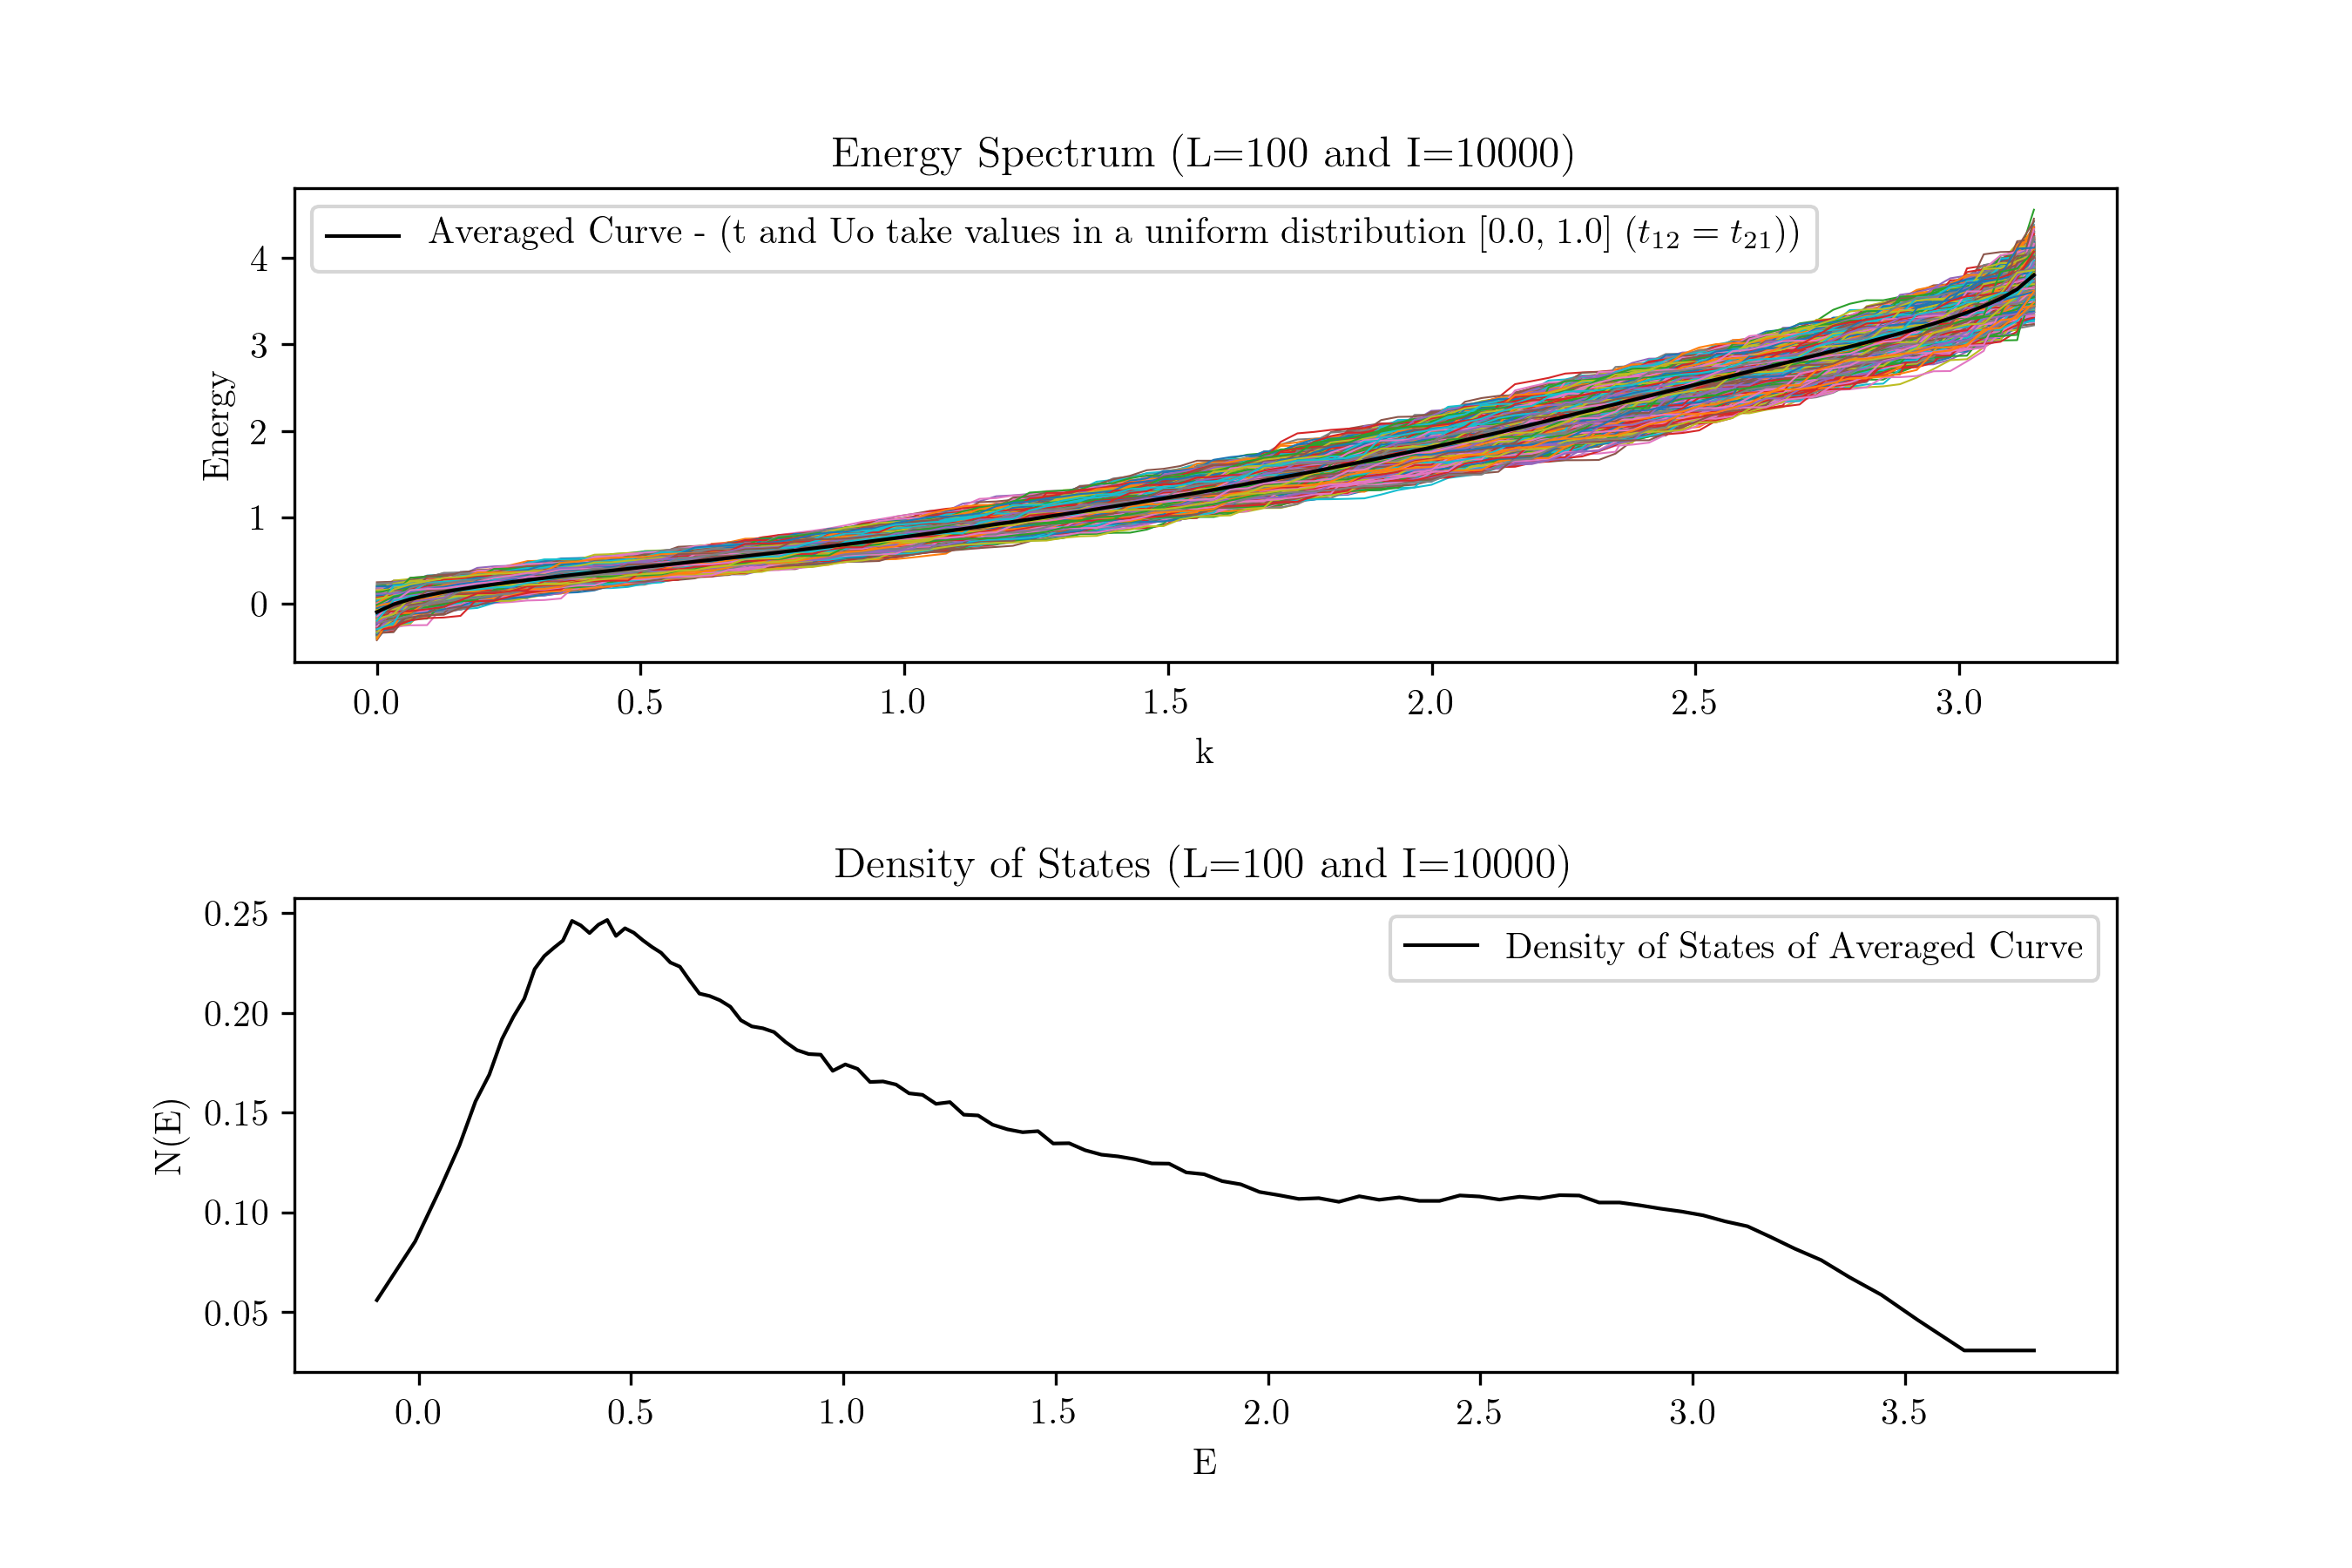 Energy Spectrum (L=100 and I=10000)
Averaged Curve - (t and Uo take values in a uniform distribution [0.0, 1.0] (t₁₂ = t₂₁))
Energy
4
3
2
1
0
0.0 0.5 1.0 1.5 2.0 2.5 3.0
k
Density of States (L=100 and I=10000)
Density of States of Averaged Curve
N(E)
0.25
0.20
0.15
0.10
0.05
0.0 0.5 1.0 1.5 2.0 2.5 3.0 3.5
E